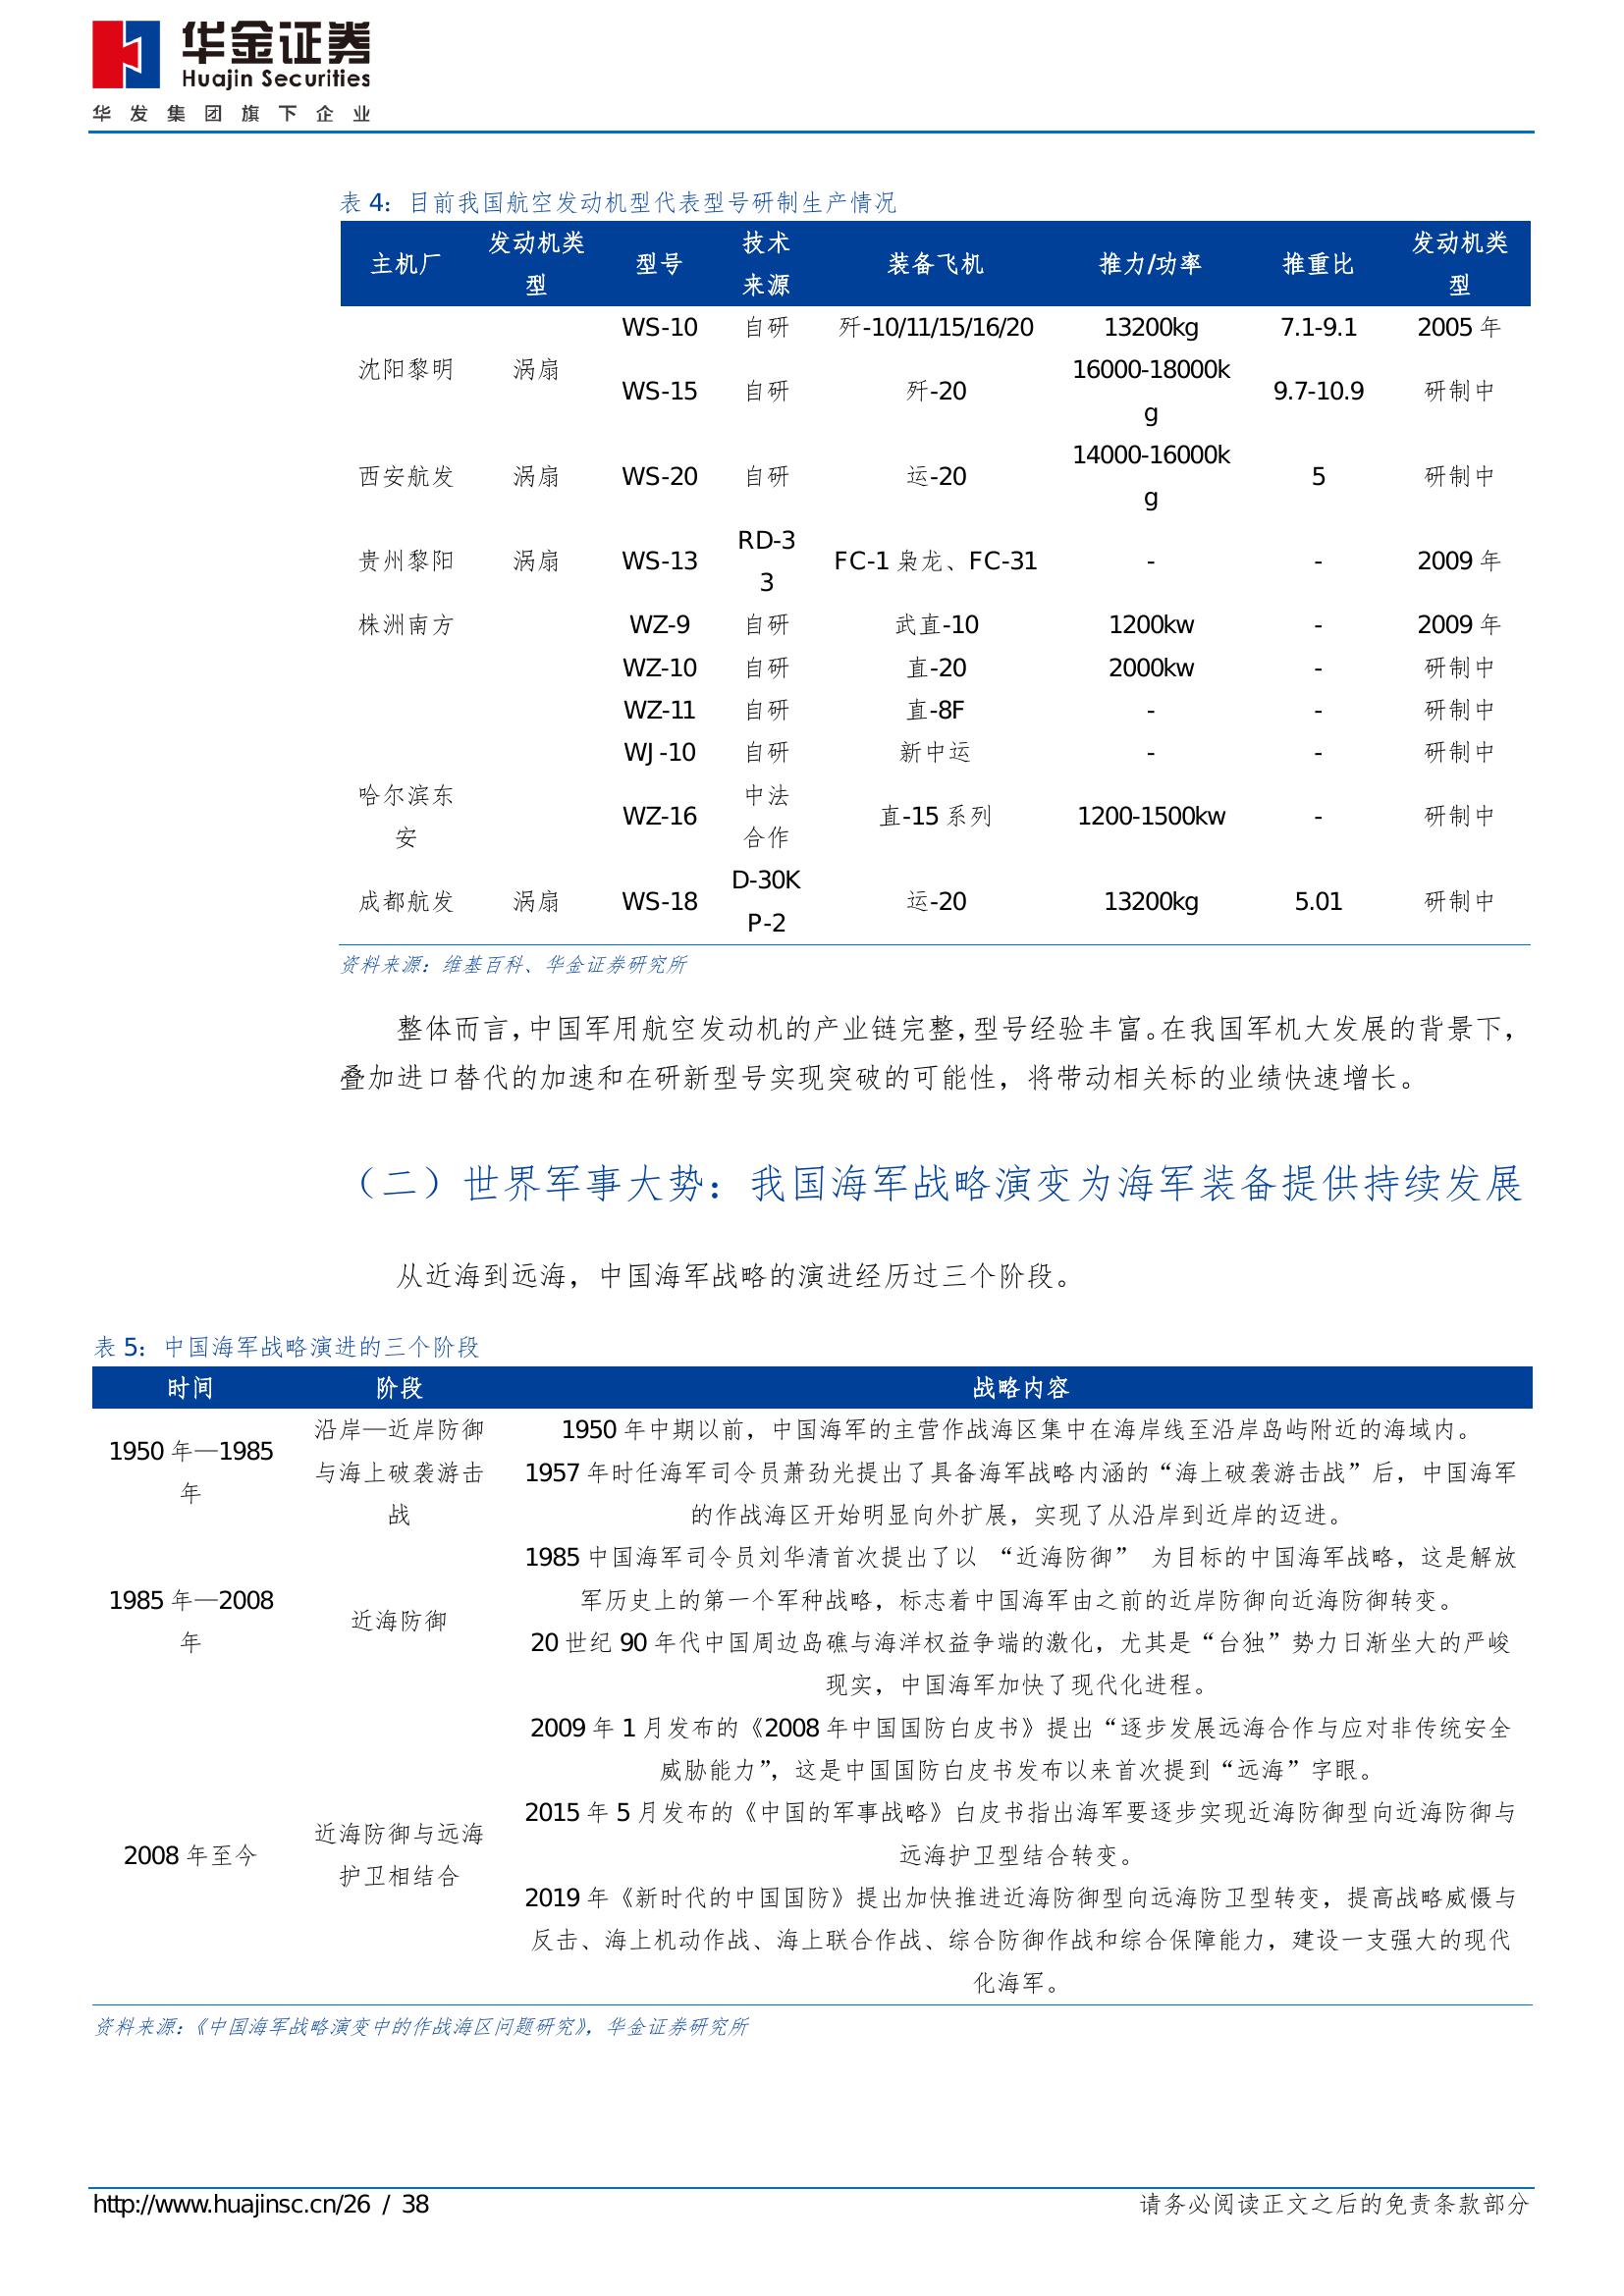 华金证券
Huajin Securities
华发集团旗下企业
表 4：目前我国航空发动机型代表型号研制生产情况
主机厂 发动机类型 型号 技术来源 装备飞机 推力/功率 推重比 发动机类型
沈阳黎明 涡扇 WS-10 自研 歼-10/11/15/16/20 13200kg 7.1-9.1 2005 年
WS-15 自研 歼-20 16000-18000kg 9.7-10.9 研制中
西安航发 涡扇 WS-20 自研 运-20 14000-16000kg 5 研制中
贵州黎阳 涡扇 WS-13 RD-33 FC-1 枭龙、FC-31 - - 2009 年
株洲南方 WZ-9 自研 武直-10 1200kw - 2009 年
WZ-10 自研 直-20 2000kw - 研制中
WZ-11 自研 直-8F - - 研制中
WJ-10 自研 新中运 - - 研制中
哈尔滨东安 WZ-16 中法合作 直-15 系列 1200-1500kw - 研制中
成都航发 涡扇 WS-18 D-30KP-2 运-20 13200kg 5.01 研制中
资料来源：维基百科、华金证券研究所
整体而言，中国军用航空发动机的产业链完整，型号经验丰富。在我国军机大发展的背景下，
叠加进口替代的加速和在研新型号实现突破的可能性，将带动相关标的业绩快速增长。
（二）世界军事大势：我国海军战略演变为海军装备提供持续发展
从近海到远海，中国海军战略的演进经历过三个阶段。
表 5：中国海军战略演进的三个阶段
时间 阶段 战略内容
1950 年—1985年
沿岸—近岸防御
与海上破袭游击
战
1950 年中期以前，中国海军的主营作战海区集中在海岸线至沿岸岛屿附近的海域内。
1957 年时任海军司令员萧劲光提出了具备海军战略内涵的“海上破袭游击战”后，中国海军
的作战海区开始明显向外扩展，实现了从沿岸到近岸的迈进。
1985 年—2008年
近海防御
1985 中国海军司令员刘华清首次提出了以 “近海防御” 为目标的中国海军战略，这是解放
军历史上的第一个军种战略，标志着中国海军由之前的近岸防御向近海防御转变。
20 世纪 90 年代中国周边岛礁与海洋权益争端的激化，尤其是“台独”势力日渐坐大的严峻
现实，中国海军加快了现代化进程。
2008 年至今
近海防御与远海
护卫相结合
2009 年 1 月发布的《2008 年中国国防白皮书》提出“逐步发展远海合作与应对非传统安全
威胁能力”，这是中国国防白皮书发布以来首次提到“远海”字眼。
2015 年 5 月发布的《中国的军事战略》白皮书指出海军要逐步实现近海防御型向近海防御与
远海护卫型结合转变。
2019 年《新时代的中国国防》提出加快推进近海防御型向远海防卫型转变，提高战略威慑与
反击、海上机动作战、海上联合作战、综合防御作战和综合保障能力，建设一支强大的现代
化海军。
资料来源：《中国海军战略演变中的作战海区问题研究》，华金证券研究所
http://www.huajinsc.cn/26 / 38
请务必阅读正文之后的免责条款部分